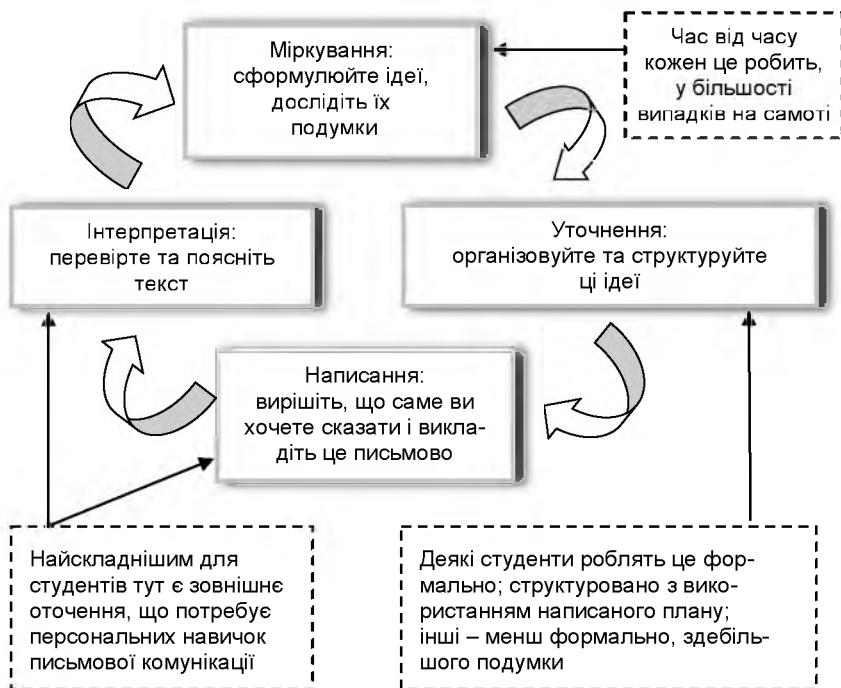 Міркування:
сформулюйте ідеї,
дослідіть їх
подумки
Час від часу
кожен це робить,
у більшості
випадків на самоті
Інтерпретація:
перевірте та поясніть
текст
Уточнення:
організовуйте та структуруйте
ці ідеї
Написання:
вирішіть, що саме ви
хочете сказати і викла-
діть це письмово
Найскладнішим для
студентів тут є зовнішнє
оточення, що потребує
персональних навичок
письмової комунікації
Деякі студенти роблять це фор-
мально; структуровано з вико-
ристанням написаного плану;
інші – менш формально, здебіль-
шого подумки